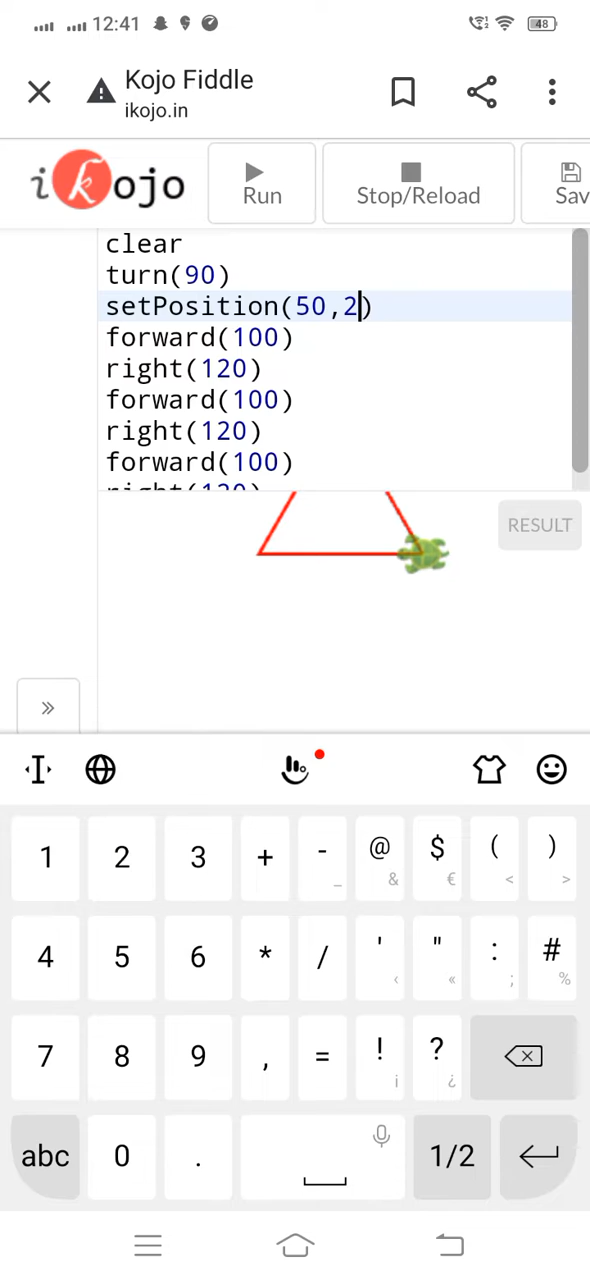 12:41 48
Kojo Fiddle
ikojo.in
ikojo
Run
Stop/Reload
Sav
clear
turn(90)
setPosition(50,2)
forward(100)
right(120)
forward(100)
right(120)
forward(100)
right(120)
RESULT
»
1 2 3 + - @ $ ( )
_ & € < >
4 5 6 * / ' " : #
‹ « ; %
7 8 9 , = ! ?
¡ ¿
abc 0 . 1/2